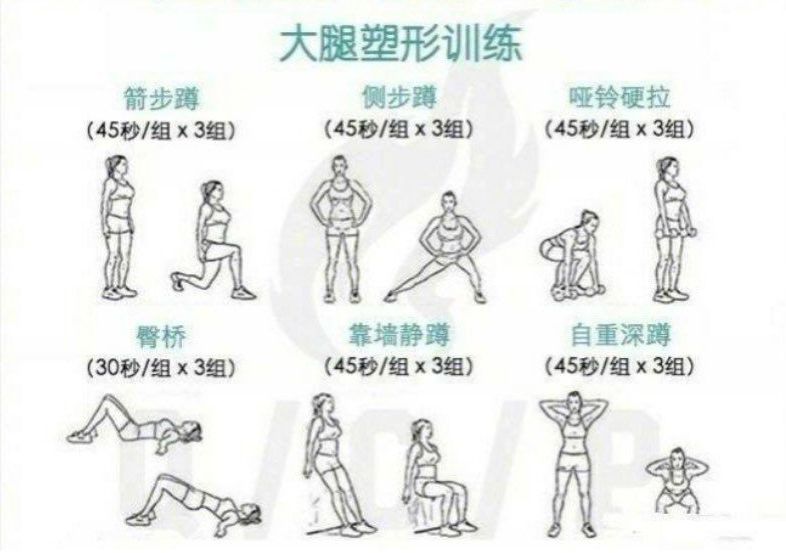 大腿塑形训练
箭步蹲 侧步蹲 哑铃硬拉
(45秒/组 x 3组) (45秒/组 x 3组) (45秒/组 x 3组)
臀桥 靠墙静蹲 自重深蹲
(30秒/组 x 3组) (45秒/组 x 3组) (45秒/组 x 3组)
Q/C/P